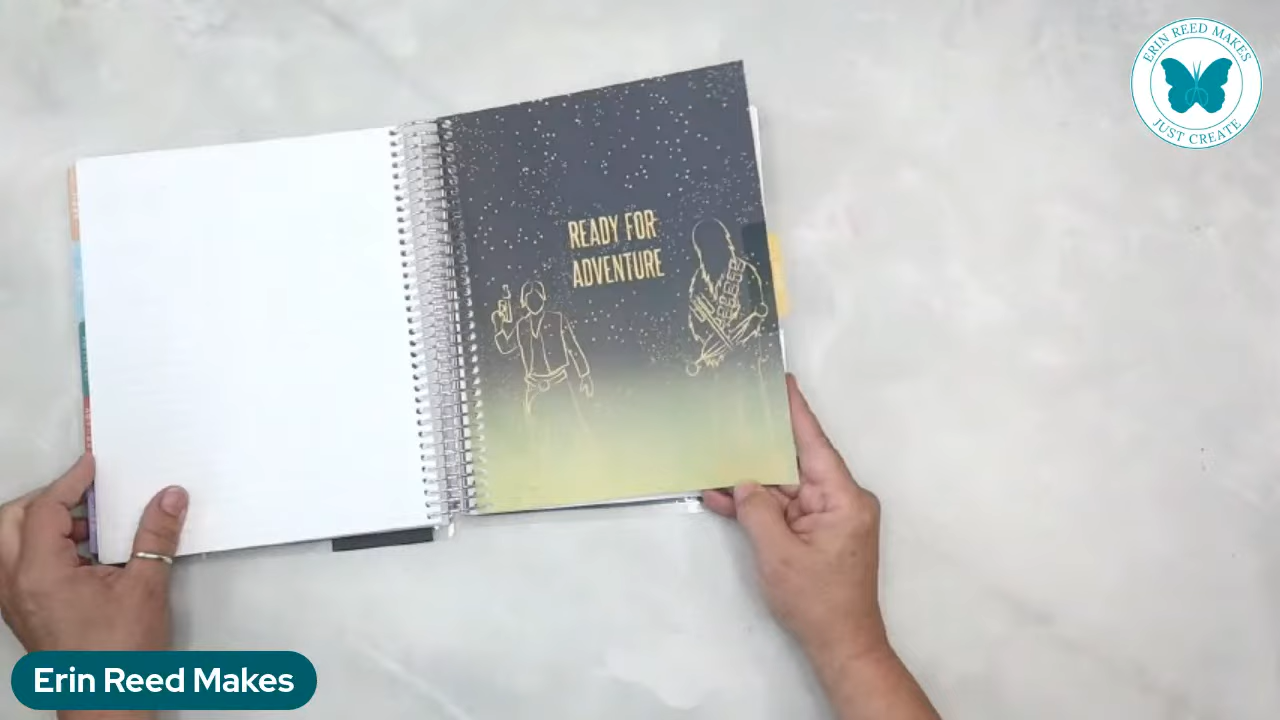 ERIN REED MAKES
JUST CREATE
READY FOR
ADVENTURE
Erin Reed Makes